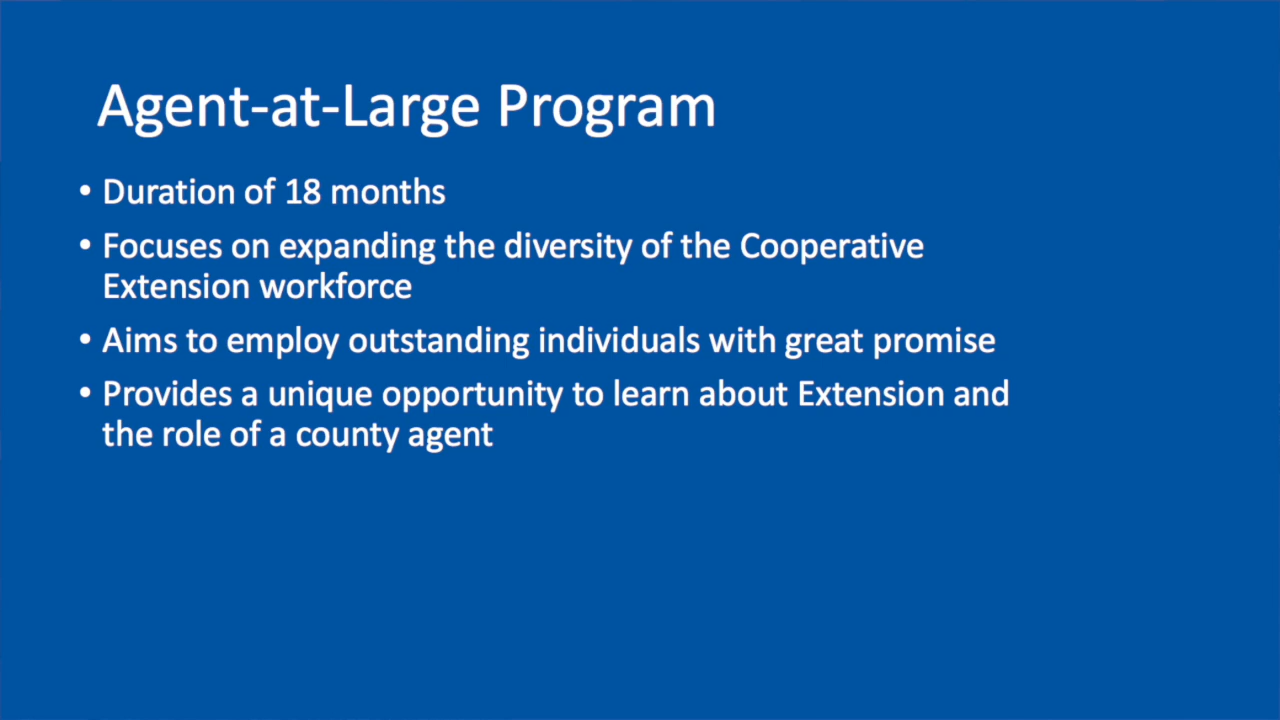 Agent-at-Large Program
• Duration of 18 months
• Focuses on expanding the diversity of the Cooperative
Extension workforce
• Aims to employ outstanding individuals with great promise
• Provides a unique opportunity to learn about Extension and
the role of a county agent